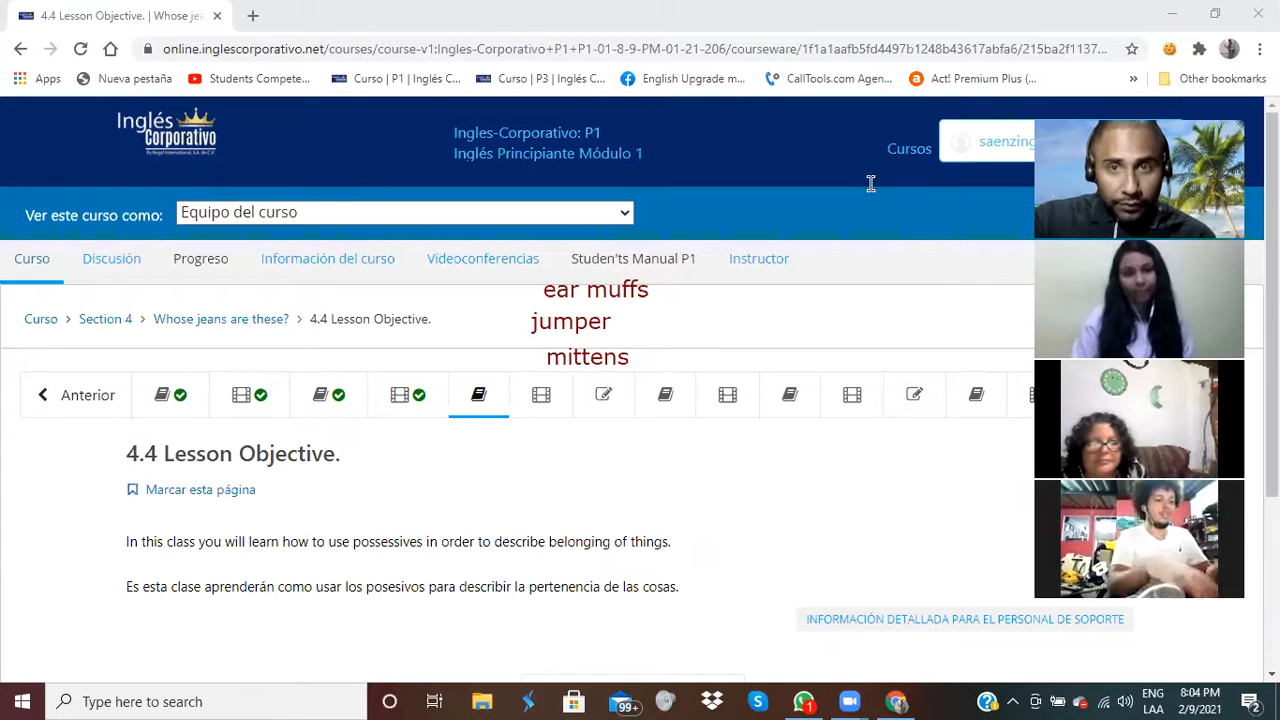 4.4 Lesson Objective. | Whose jea
online.inglescorporativo.net/courses/course-v1:Ingles-Corporativo+P1+P1-01-8-9-PM-01-21-206/courseware/1f1a1aafb5fd4497b1248b43617abfa6/215ba2f1137...
Apps Nueva pestaña Students Compete... Curso | P1 | Inglés C... Curso | P3 | Inglés C... English Upgrade m... CallTools.com Agen... Act! Premium Plus (... » Other bookmarks
Inglés Corporativo
Ingles-Corporativo: P1
Inglés Principiante Módulo 1
Cursos saenzing
Ver este curso como: Equipo del curso
Curso Discusión Progreso Información del curso Videoconferencias Studen'ts Manual P1 Instructor
ear muffs
jumper
mittens
Curso > Section 4 > Whose jeans are these? > 4.4 Lesson Objective.
Anterior
4.4 Lesson Objective.
Marcar esta página
In this class you will learn how to use possessives in order to describe belonging of things.
Es esta clase aprenderán como usar los posesivos para describir la pertenencia de las cosas.
INFORMACIÓN DETALLADA PARA EL PERSONAL DE SOPORTE
Type here to search
99+
1
ENG
LAA
8:04 PM
2/9/2021
2